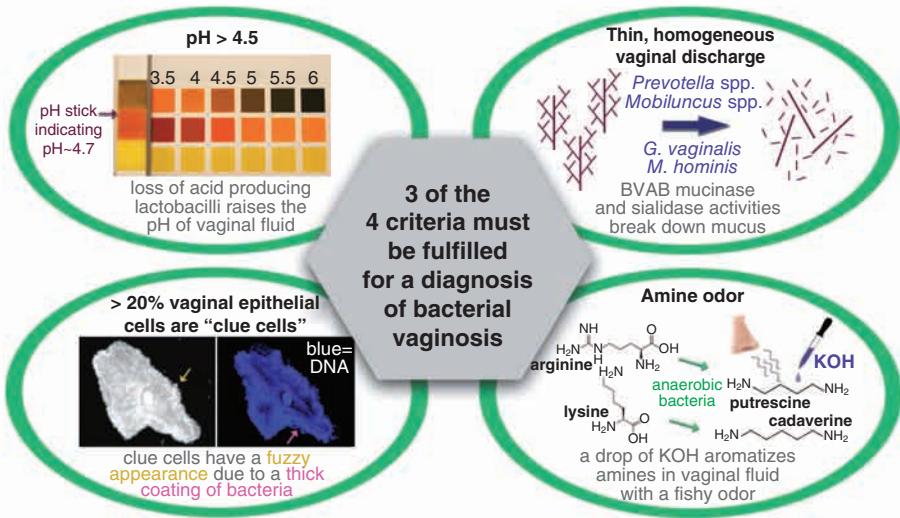 pH > 4.5
3.5 4 4.5 5 5.5 6
pH stick
indicating
pH~4.7
loss of acid producing
lactobacilli raises the
pH of vaginal fluid
Thin, homogeneous
vaginal discharge
Prevotella spp.
Mobiluncus spp.
G. vaginalis
M. hominis
BVAB mucinase
and sialidase activities
break down mucus
3 of the
4 criteria must
be fulfilled
for a diagnosis
of bacterial
vaginosis
> 20% vaginal epithelial
cells are “clue cells”
blue=
DNA
clue cells have a fuzzy
appearance due to a thick
coating of bacteria
Amine odor
NH
O
H₂N
N
H
OH
NH₂
arginine
H₂N
lysine
H₂N
O
OH
anaerobic
bacteria
KOH
H₂N
NH₂
putrescine
cadaverine
H₂N
NH₂
a drop of KOH aromatizes
amines in vaginal fluid
with a fishy odor